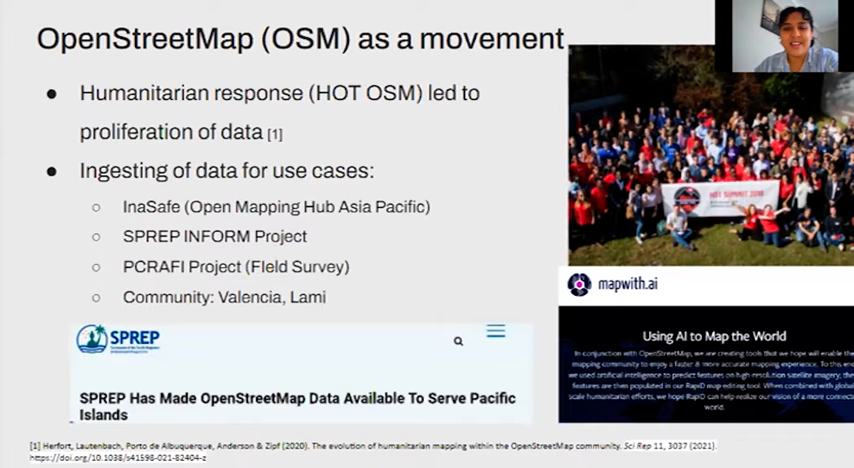 OpenStreetMap (OSM) as a movement
● Humanitarian response (HOT OSM) led to
proliferation of data [1]
● Ingesting of data for use cases:
○ InaSafe (Open Mapping Hub Asia Pacific)
○ SPREP INFORM Project
○ PCRAFI Project (FIeld Survey)
○ Community: Valencia, Lami
SPREP
SPREP Has Made OpenStreetMap Data Available To Serve Pacific
Islands
HOT SUMMIT
mapwith.ai
Using AI to Map the World
In conjunction with OpenStreetMap, we are creating tools that we hope will enable the
mapping community to enjoy a faster & more accurate mapping experience. To this en
we used artificial intelligence to predict features on high-resolution satellite imagery, the
features are then populated in our RapiD map editing tool. When combined with global
scale humanitarian efforts, we hope RapiD can help realize our vision of a more connect
world.
[1] Herfort, Lautenbach, Porto de Albuquerque, Anderson & Zipf (2020). The evolution of humanitarian mapping within the OpenStreetMap community. Sci Rep 11, 3037 (2021).
https://doi.org/10.1038/s41598-021-82404-z